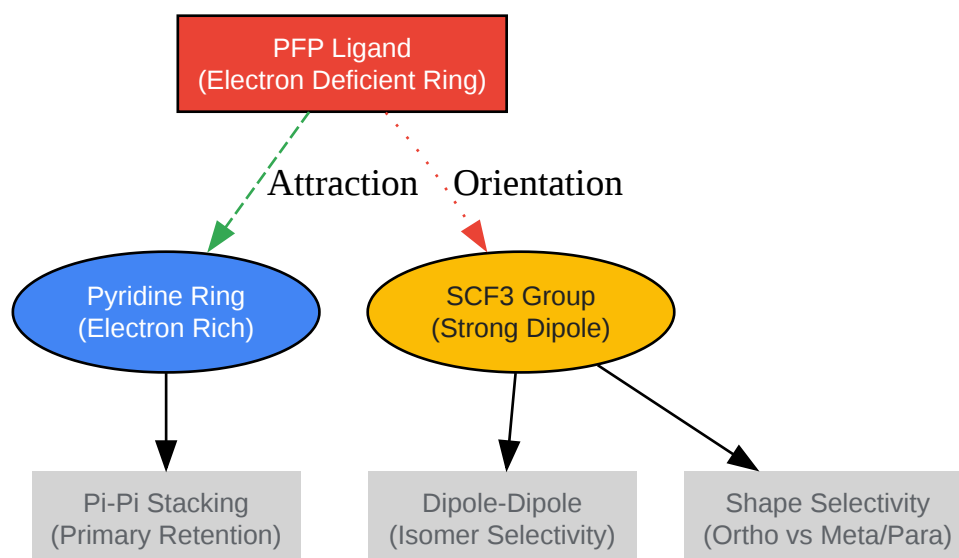 PFP Ligand
(Electron Deficient Ring)
Attraction
Orientation
Pyridine Ring
(Electron Rich)
SCF3 Group
(Strong Dipole)
Pi-Pi Stacking
(Primary Retention)
Dipole-Dipole
(Isomer Selectivity)
Shape Selectivity
(Ortho vs Meta/Para)